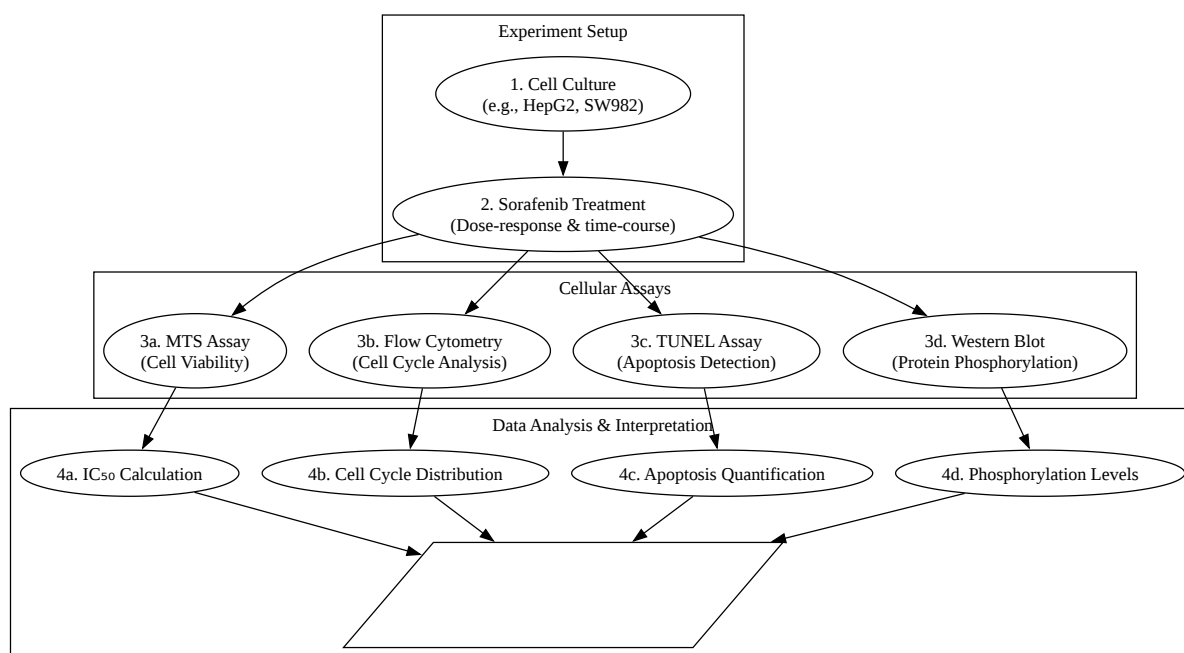 Experiment Setup
1. Cell Culture
(e.g., HepG2, SW982)
2. Sorafenib Treatment
(Dose-response & time-course)
Cellular Assays
3a. MTS Assay
(Cell Viability)
3b. Flow Cytometry
(Cell Cycle Analysis)
3c. TUNEL Assay
(Apoptosis Detection)
3d. Western Blot
(Protein Phosphorylation)
Data Analysis & Interpretation
4a. IC₅₀ Calculation
4b. Cell Cycle Distribution
4c. Apoptosis Quantification
4d. Phosphorylation Levels